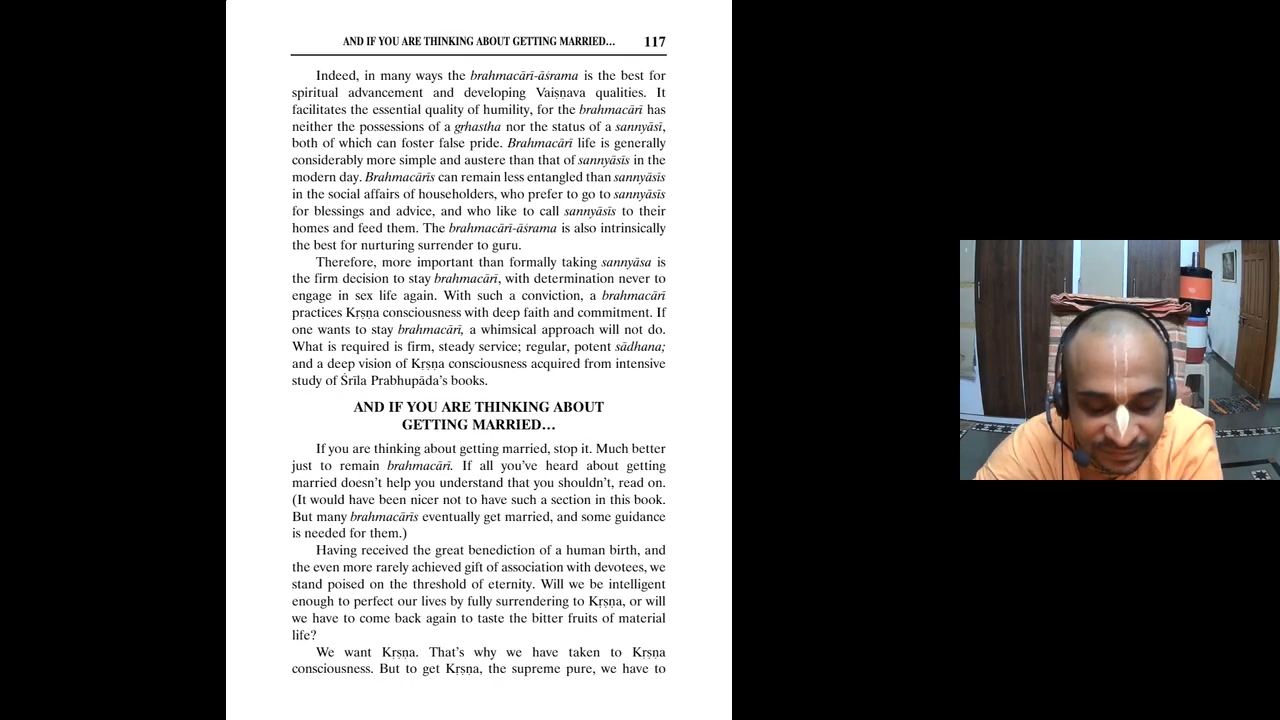 AND IF YOU ARE THINKING ABOUT GETTING MARRIED… 117
Indeed, in many ways the brahmacārī-āśrama is the best for
spiritual advancement and developing Vaiṣṇava qualities. It
facilitates the essential quality of humility, for the brahmacārī has
neither the possessions of a gṛhastha nor the status of a sannyāsī,
both of which can foster false pride. Brahmacārī life is generally
considerably more simple and austere than that of sannyāsīs in the
modern day. Brahmacārīs can remain less entangled than sannyāsīs
in the social affairs of householders, who prefer to go to sannyāsīs
for blessings and advice, and who like to call sannyāsīs to their
homes and feed them. The brahmacārī-āśrama is also intrinsically
the best for nurturing surrender to guru.
Therefore, more important than formally taking sannyāsa is
the firm decision to stay brahmacārī, with determination never to
engage in sex life again. With such a conviction, a brahmacārī
practices Kṛṣṇa consciousness with deep faith and commitment. If
one wants to stay brahmacārī, a whimsical approach will not do.
What is required is firm, steady service; regular, potent sādhana;
and a deep vision of Kṛṣṇa consciousness acquired from intensive
study of Śrīla Prabhupāda's books.
AND IF YOU ARE THINKING ABOUT
GETTING MARRIED…
If you are thinking about getting married, stop it. Much better
just to remain brahmacārī. If all you've heard about getting
married doesn't help you understand that you shouldn't, read on.
(It would have been nicer not to have such a section in this book.
But many brahmacārīs eventually get married, and some guidance
is needed for them.)
Having received the great benediction of a human birth, and
the even more rarely achieved gift of association with devotees, we
stand poised on the threshold of eternity. Will we be intelligent
enough to perfect our lives by fully surrendering to Kṛṣṇa, or will
we have to come back again to taste the bitter fruits of material
life?
We want Kṛṣṇa. That's why we have taken to Kṛṣṇa
consciousness. But to get Kṛṣṇa, the supreme pure, we have to